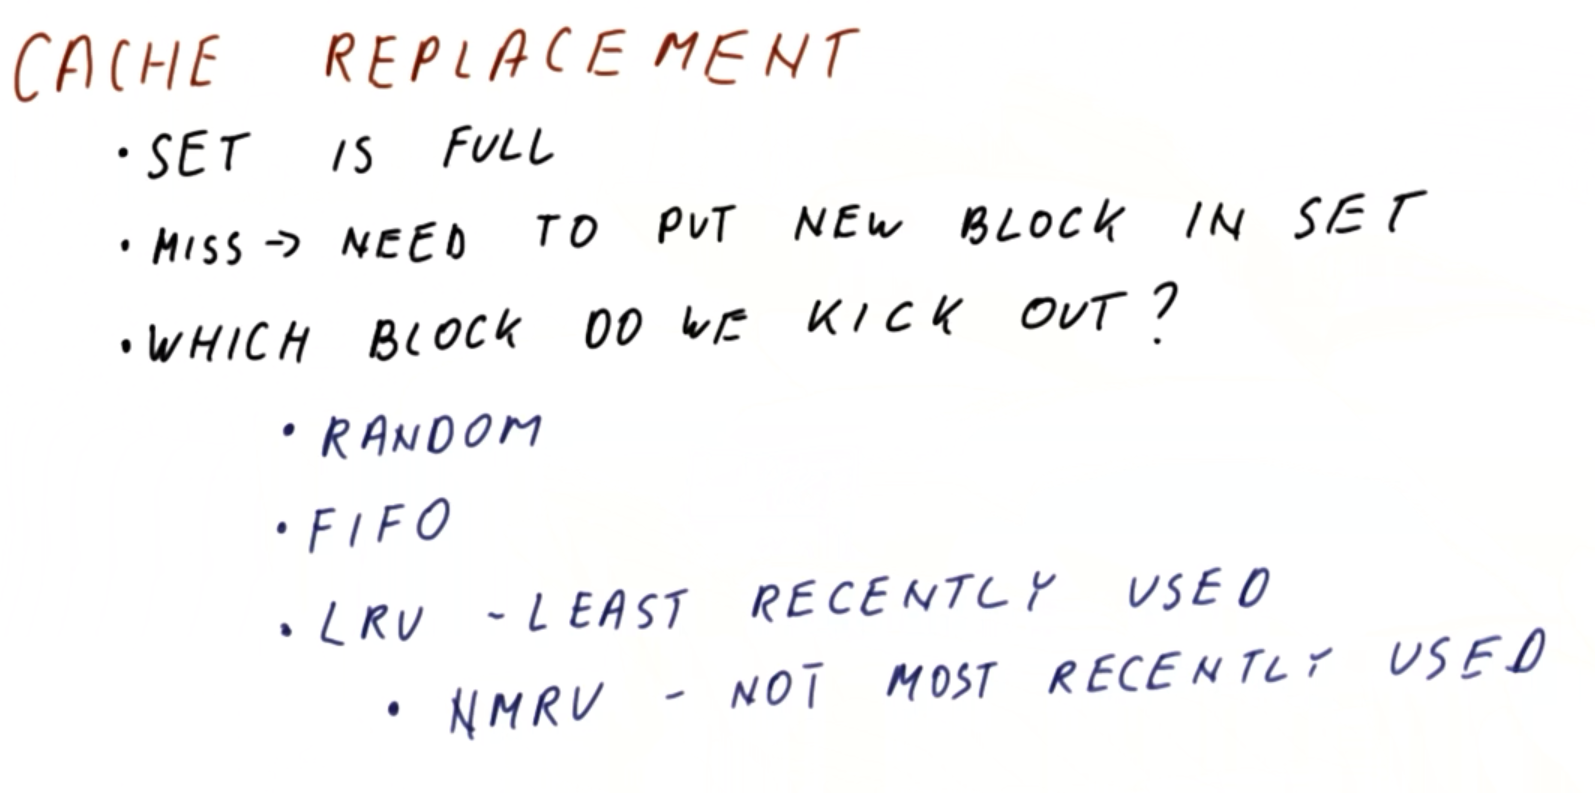 CACHE REPLACEMENT
• SET IS FULL
• MISS → NEED TO PUT NEW BLOCK IN SET
• WHICH BLOCK DO WE KICK OUT?
• RANDOM
• FIFO
• LRU - LEAST RECENTLY USED
• NMRU - NOT MOST RECENTLY USED